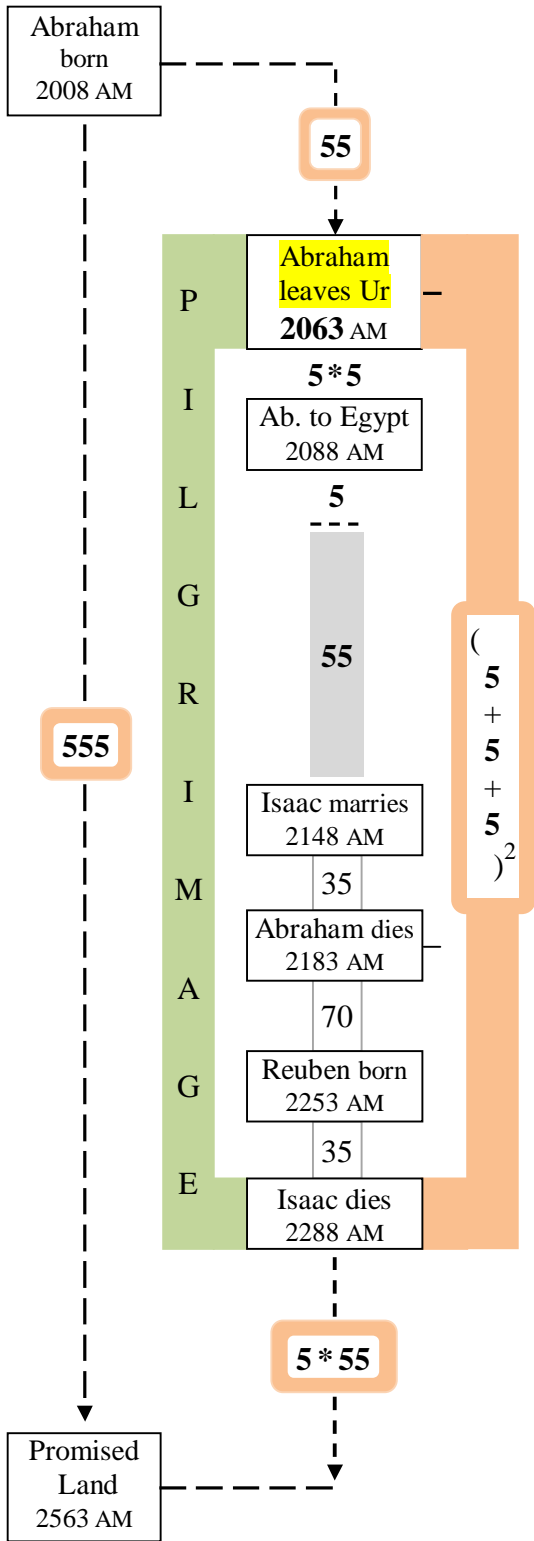 Abraham
born
2008 AM
55
Abraham
leaves Ur
2063 AM
5*5
Ab. to Egypt
2088 AM
5
55
Isaac marries
2148 AM
35
Abraham dies
2183 AM
70
Reuben born
2253 AM
35
Isaac dies
2288 AM
P
I
L
G
R
I
M
A
G
E
(
5
+
5
+
5
)²
555
5 * 55
Promised
Land
2563 AM